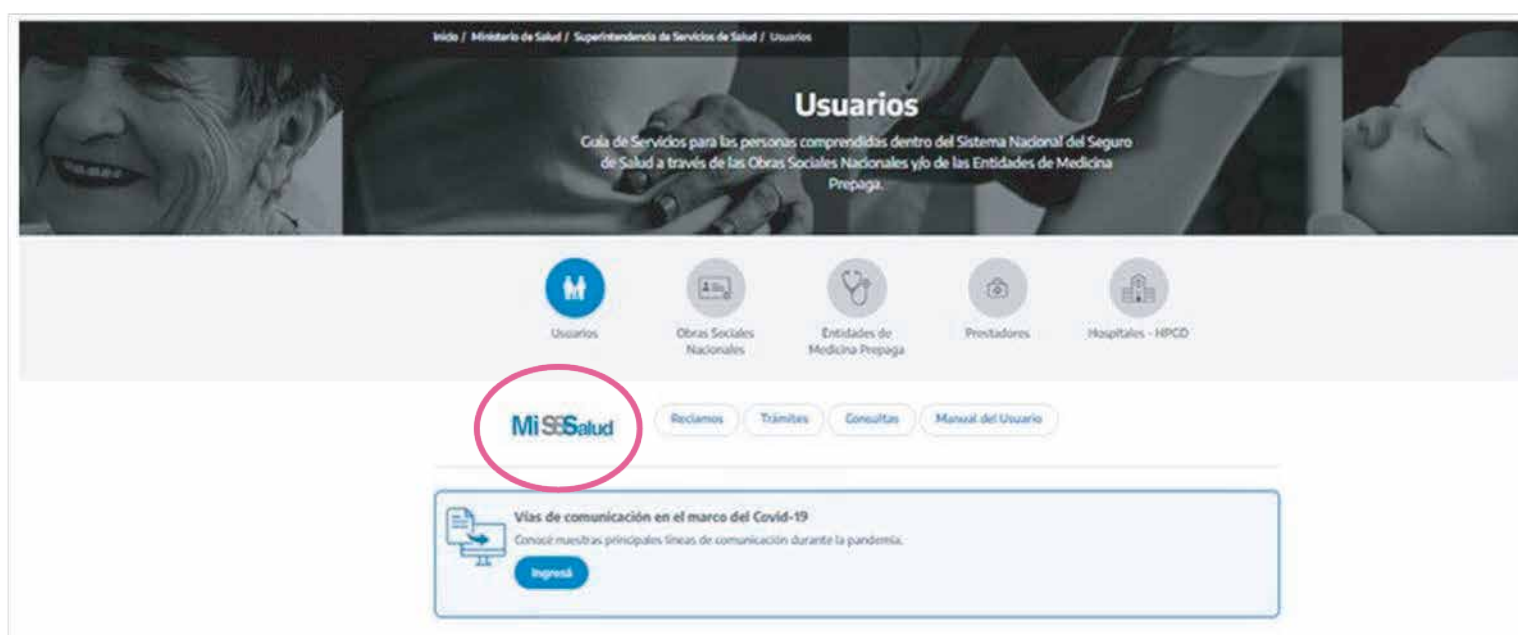 Inicio / Ministerio de Salud / Superintendencia de Servicios de Salud / Usuarios
Usuarios
Guía de Servicios para las personas comprendidas dentro del Sistema Nacional del Seguro
de Salud a través de las Obras Sociales Nacionales y/o de las Entidades de Medicina
Prepaga.
Usuarios
Obras Sociales
Nacionales
Entidades de
Medicina Prepaga
Prestadores
Hospitales - HPGD
Mi SSSalud
Reclamos
Trámites
Consultas
Manual del Usuario
Vías de comunicación en el marco del Covid-19
Conocé nuestras principales líneas de comunicación durante la pandemia.
Ingresá